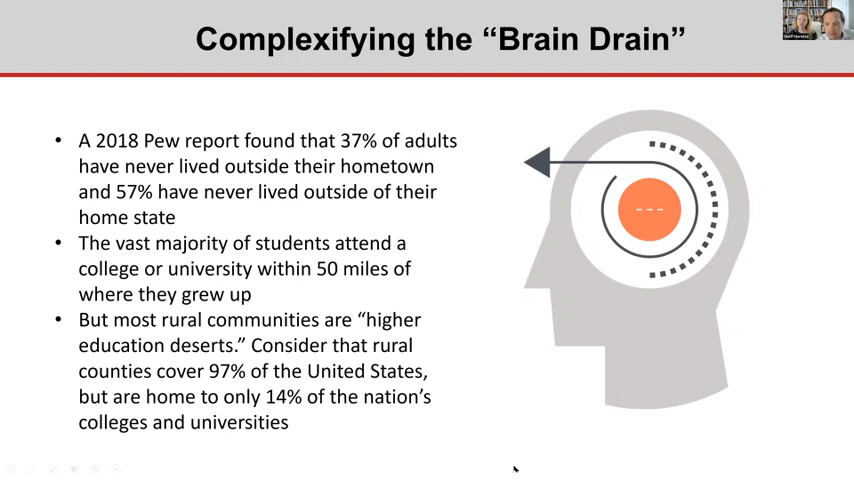 Complexifying the “Brain Drain”
• A 2018 Pew report found that 37% of adults
have never lived outside their hometown
and 57% have never lived outside of their
home state
• The vast majority of students attend a
college or university within 50 miles of
where they grew up
• But most rural communities are “higher
education deserts.” Consider that rural
counties cover 97% of the United States,
but are home to only 14% of the nation’s
colleges and universities